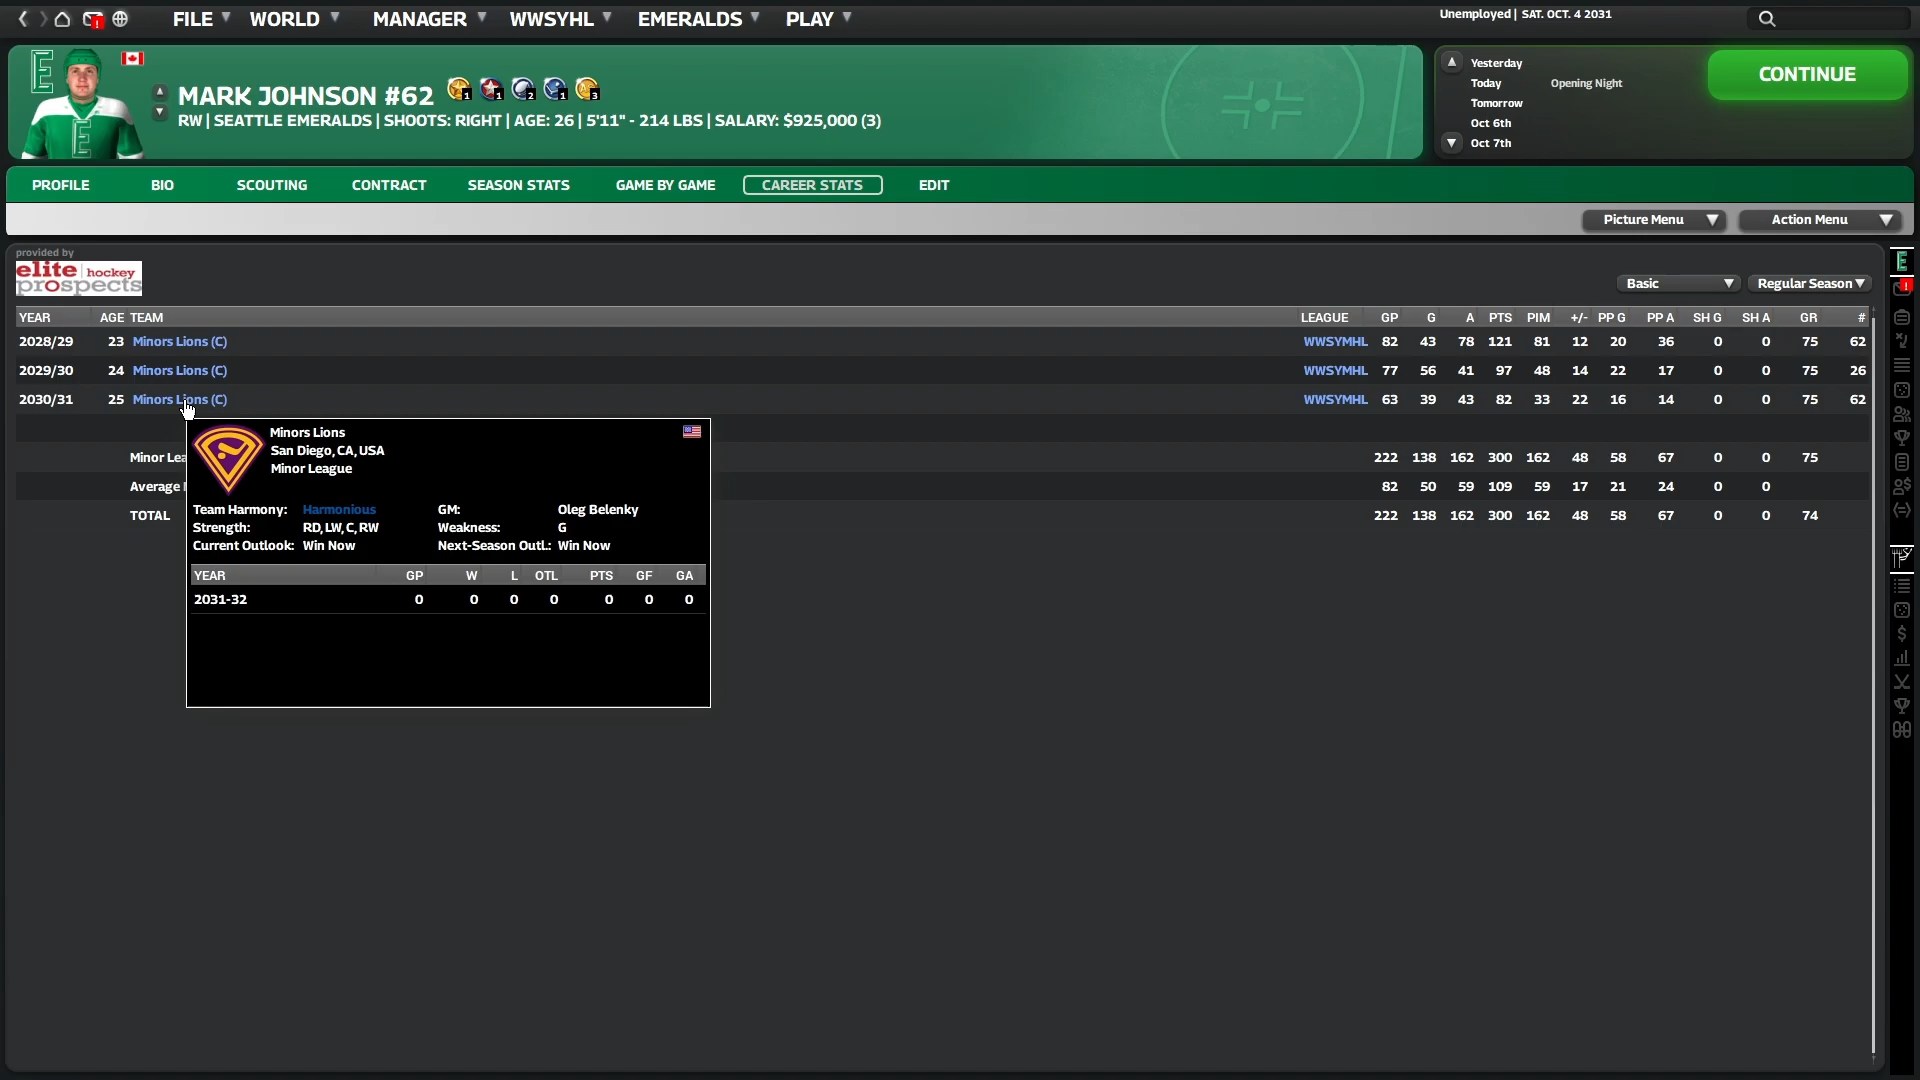 FILE WORLD MANAGER WWSYHL EMERALDS PLAY
Unemployed | SAT. OCT. 4 2031
MARK JOHNSON #62 1 1 2 1 3
RW | SEATTLE EMERALDS | SHOOTS: RIGHT | AGE: 26 | 5'11" - 214 LBS | SALARY: $925,000 (3)
Yesterday
Today Opening Night
Tomorrow
Oct 6th
Oct 7th
CONTINUE
PROFILE BIO SCOUTING CONTRACT SEASON STATS GAME BY GAME CAREER STATS EDIT
Picture Menu Action Menu
provided by
elite hockey
prospects
Basic Regular Season
YEAR AGE TEAM LEAGUE GP G A PTS PIM +/- PP G PP A SH G SH A GR #
2028/29 23 Minors Lions (C) WWSYMHL 82 43 78 121 81 12 20 36 0 0 75 62
2029/30 24 Minors Lions (C) WWSYMHL 77 56 41 97 48 14 22 17 0 0 75 26
2030/31 25 Minors Lions (C) WWSYMHL 63 39 43 82 33 22 16 14 0 0 75 62
Minor Lea 222 138 162 300 162 48 58 67 0 0 75
Average 82 50 59 109 59 17 21 24 0 0
TOTAL 222 138 162 300 162 48 58 67 0 0 74
Minors Lions
San Diego, CA, USA
Minor League
Team Harmony: Harmonious GM: Oleg Belenky
Strength: RD, LW, C, RW Weakness: G
Current Outlook: Win Now Next-Season Outl.: Win Now
YEAR GP W L OTL PTS GF GA
2031-32 0 0 0 0 0 0 0